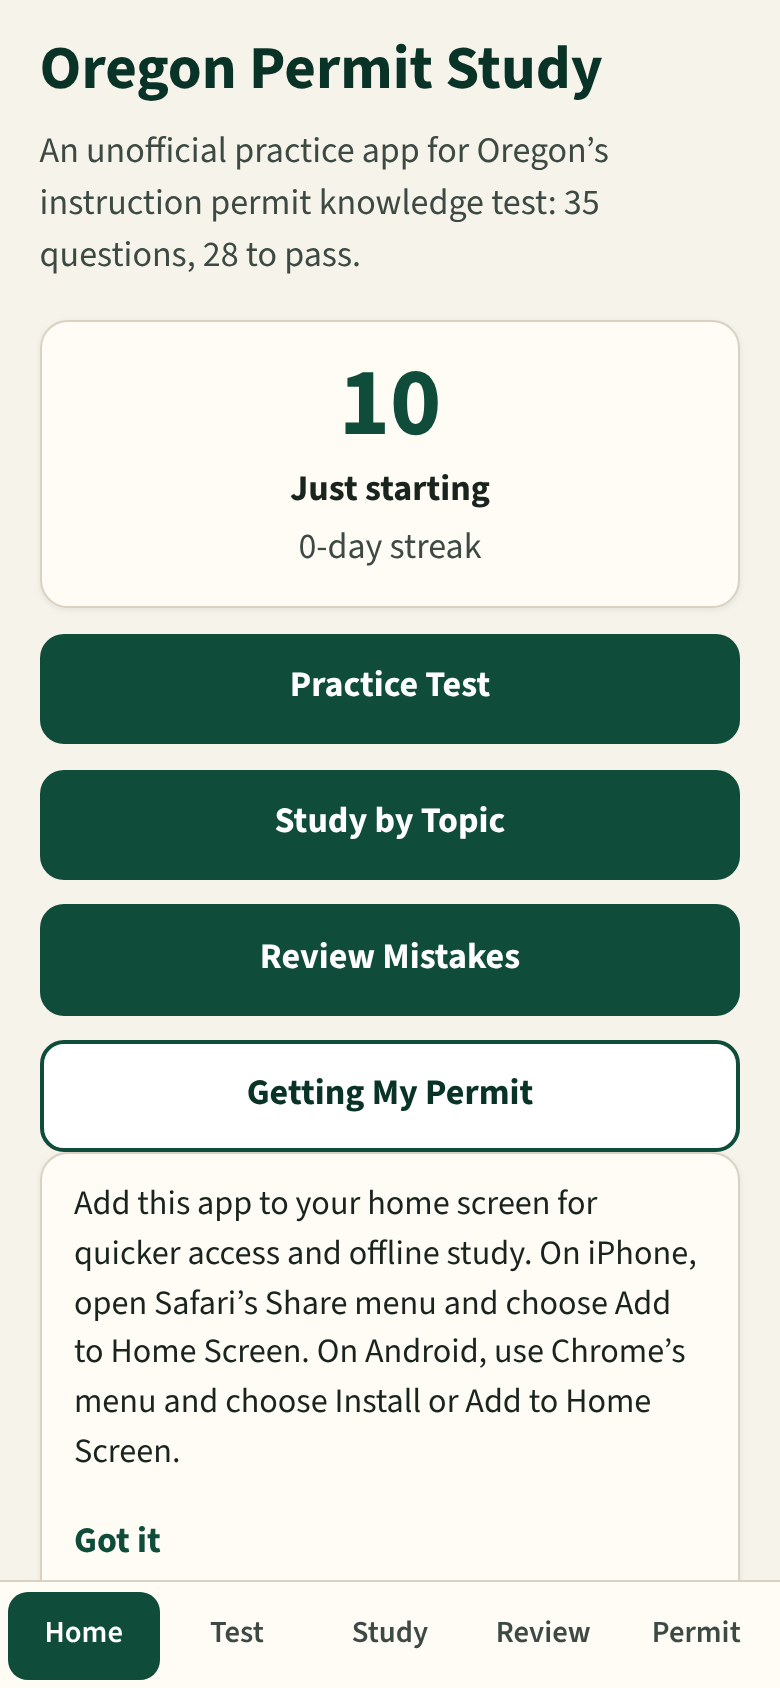 Oregon Permit Study
An unofficial practice app for Oregon’s
instruction permit knowledge test: 35
questions, 28 to pass.
10
Just starting
0-day streak
Practice Test
Study by Topic
Review Mistakes
Getting My Permit
Add this app to your home screen for
quicker access and offline study. On iPhone,
open Safari’s Share menu and choose Add
to Home Screen. On Android, use Chrome’s
menu and choose Install or Add to Home
Screen.
Got it
Home Test Study Review Permit